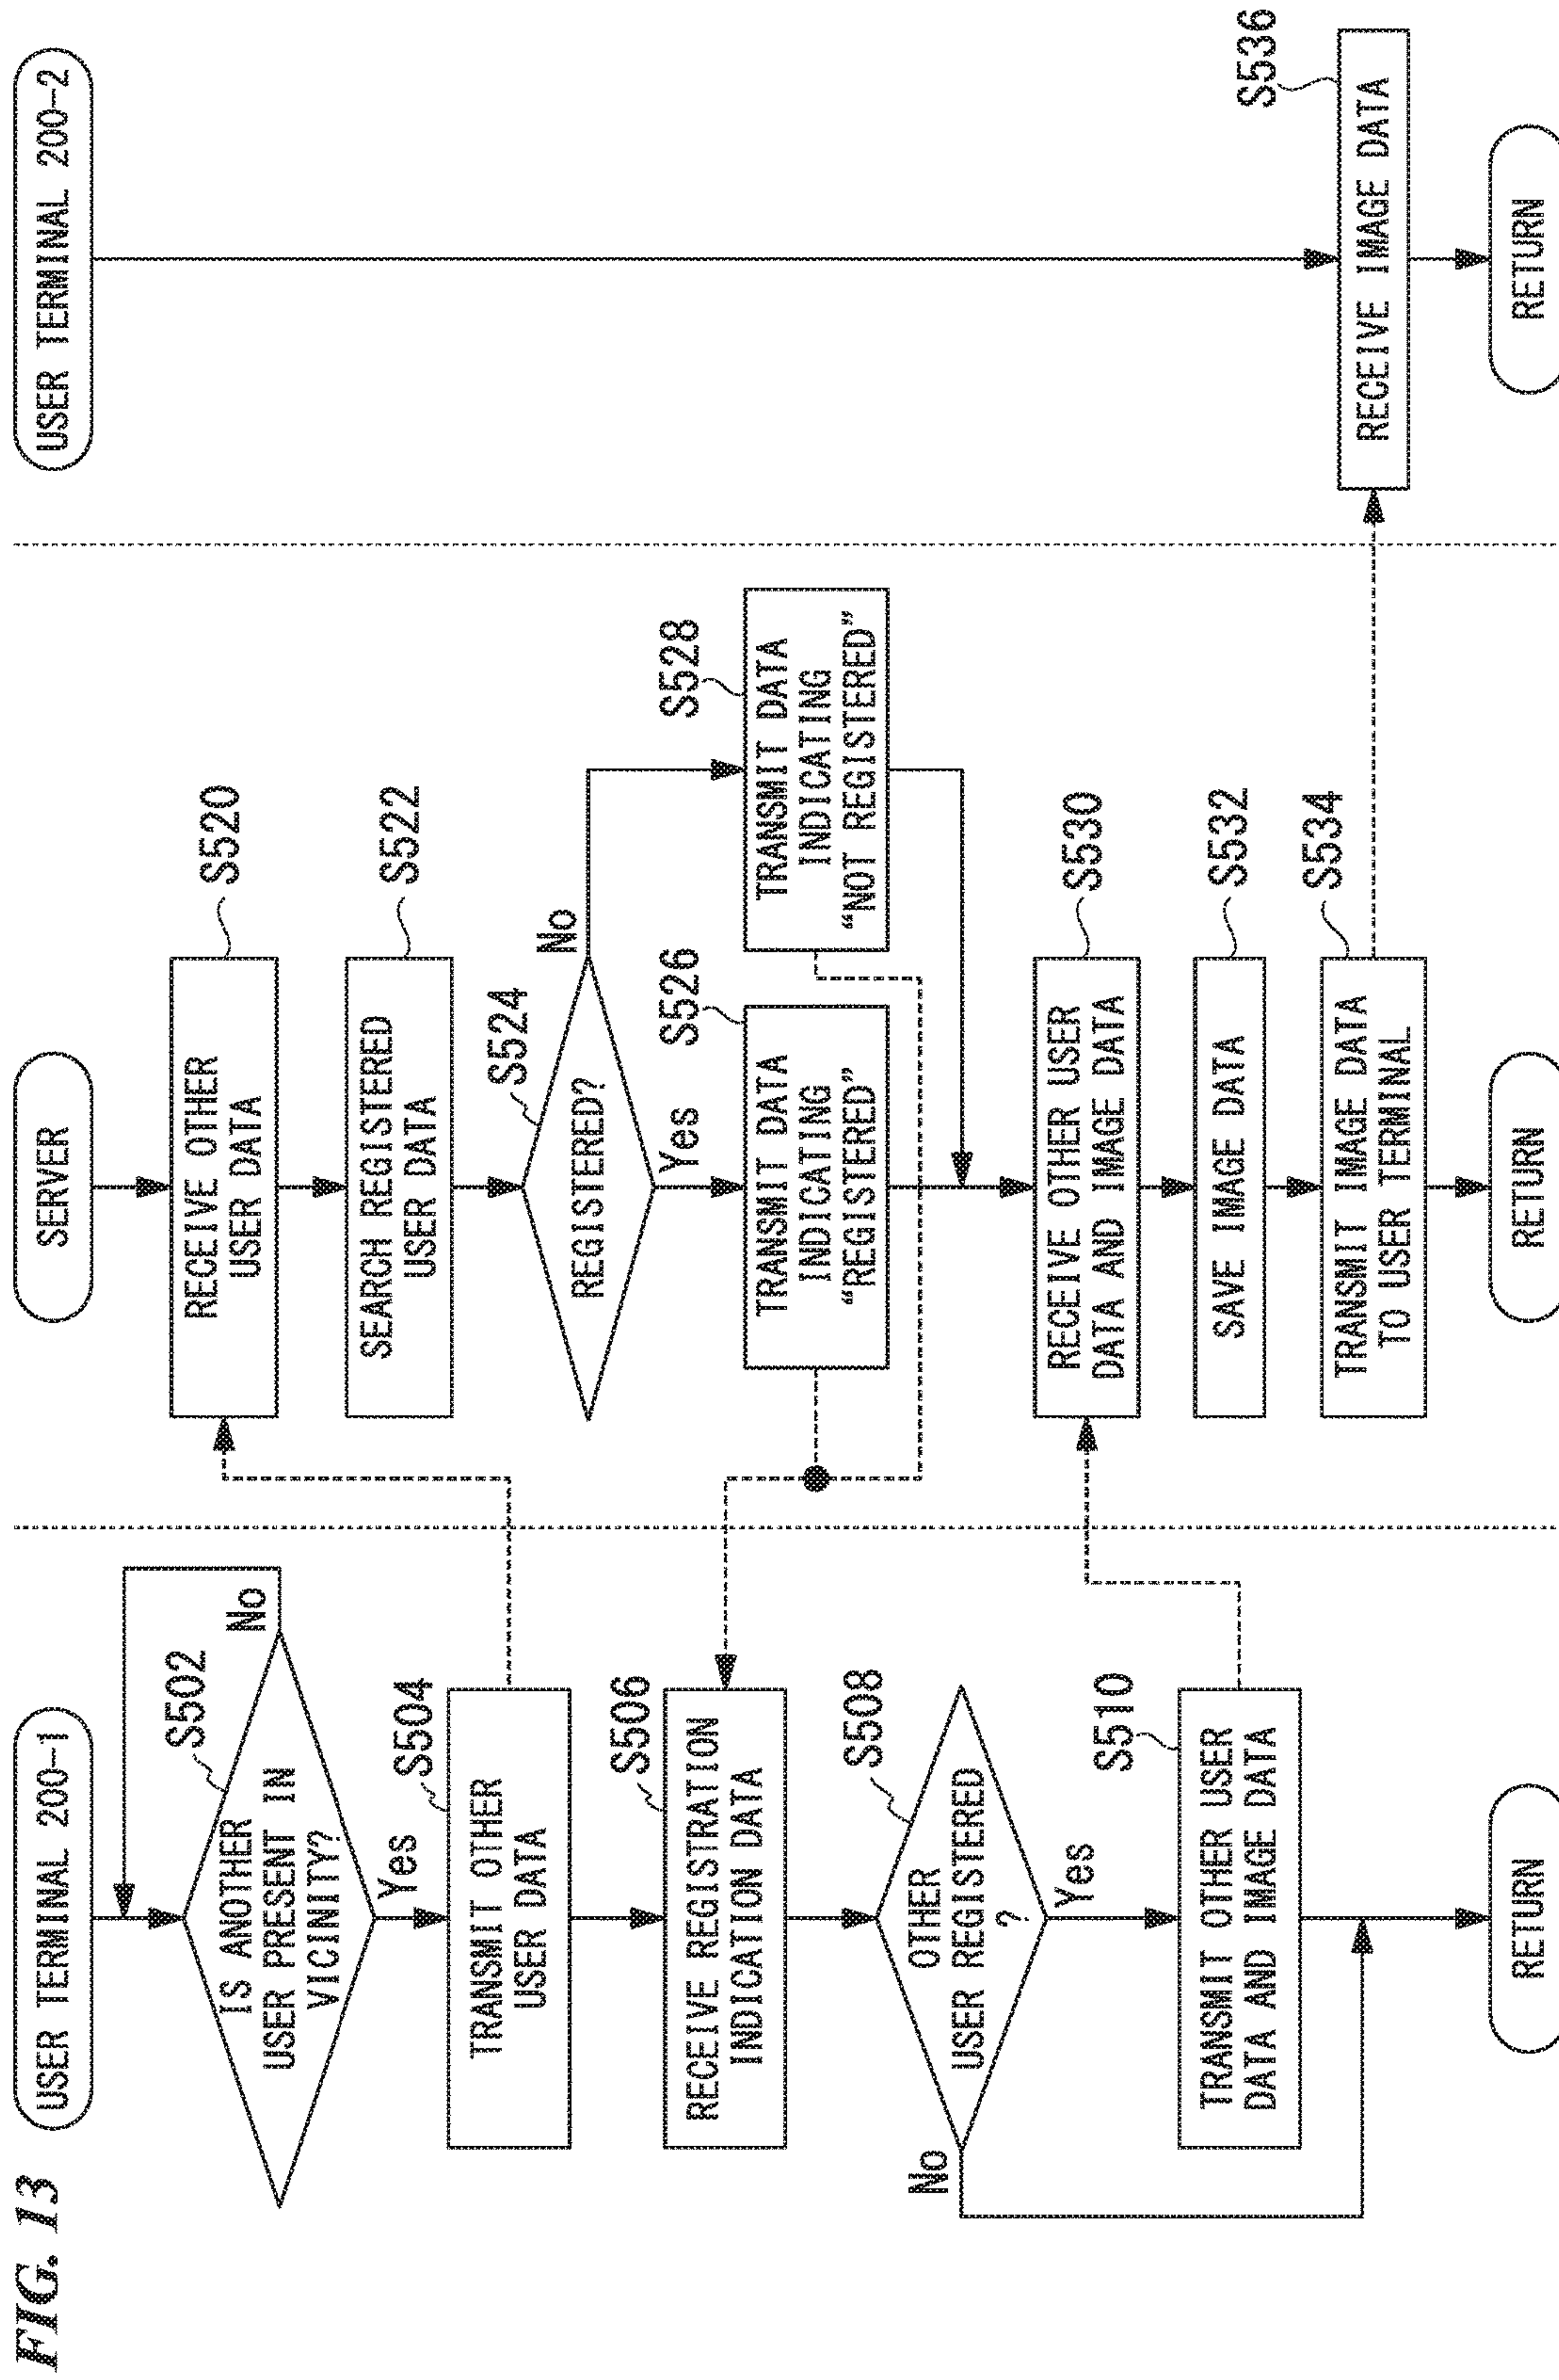 FIG. 13
USER TERMINAL 200-1
S502
IS ANOTHER
USER PRESENT IN
VICINITY?
No
Yes
S504
TRANSMIT OTHER
USER DATA
S506
RECEIVE REGISTRATION
INDICATION DATA
S508
OTHER
USER REGISTERED
?
No
Yes
S510
TRANSMIT OTHER USER
DATA AND IMAGE DATA
RETURN
SERVER
S520
RECEIVE OTHER
USER DATA
S522
SEARCH REGISTERED
USER DATA
S524
REGISTERED?
No
Yes
S526
TRANSMIT DATA
INDICATING
“REGISTERED”
S528
TRANSMIT DATA
INDICATING
“NOT REGISTERED”
S530
RECEIVE OTHER USER
DATA AND IMAGE DATA
S532
SAVE IMAGE DATA
S534
TRANSMIT IMAGE DATA
TO USER TERMINAL
RETURN
USER TERMINAL 200-2
S536
RECEIVE IMAGE DATA
RETURN